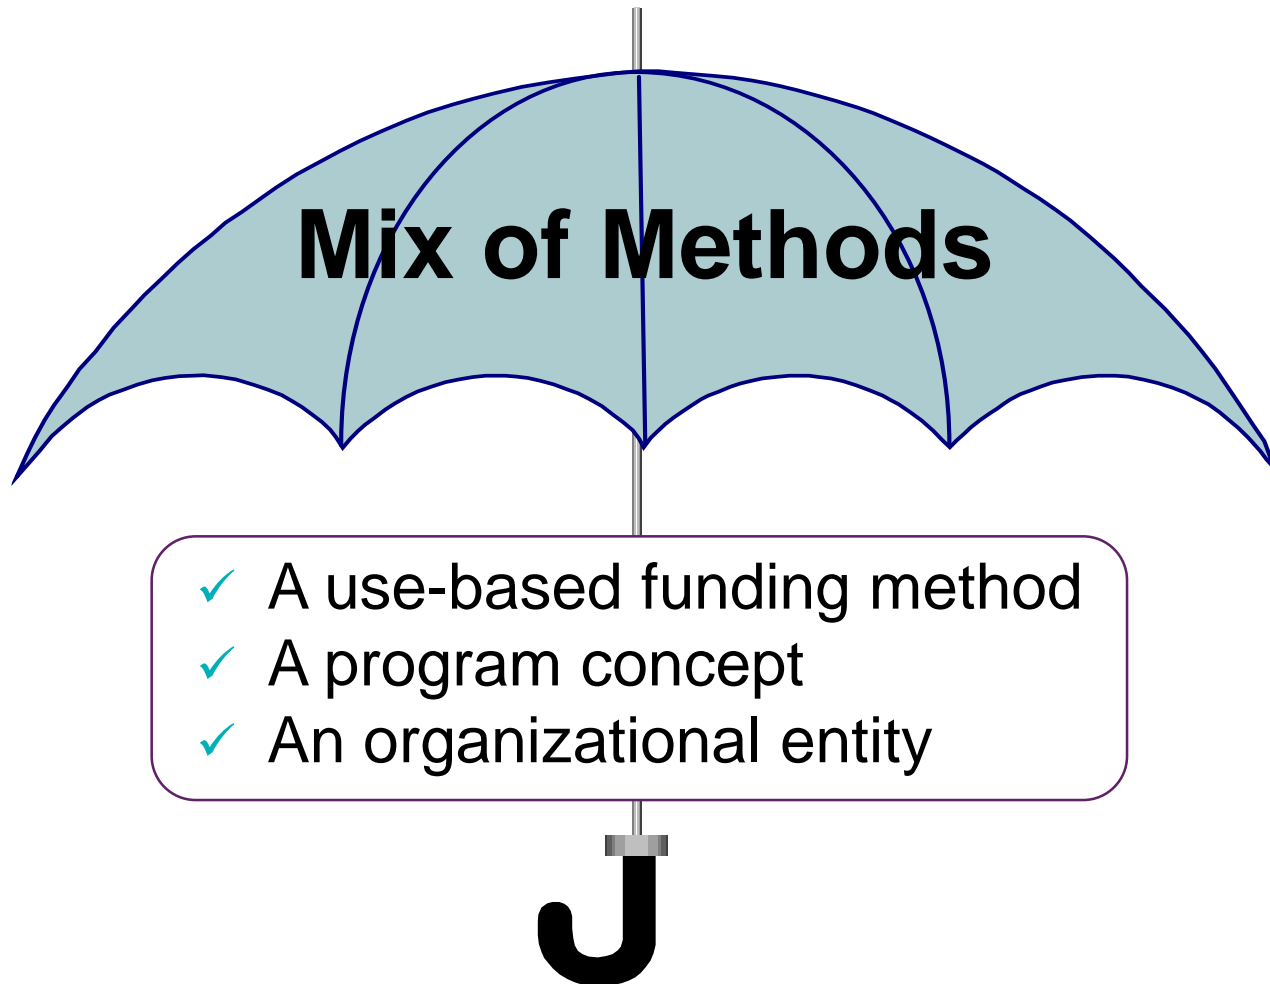 Mix of Methods
✓ A use-based funding method
✓ A program concept
✓ An organizational entity